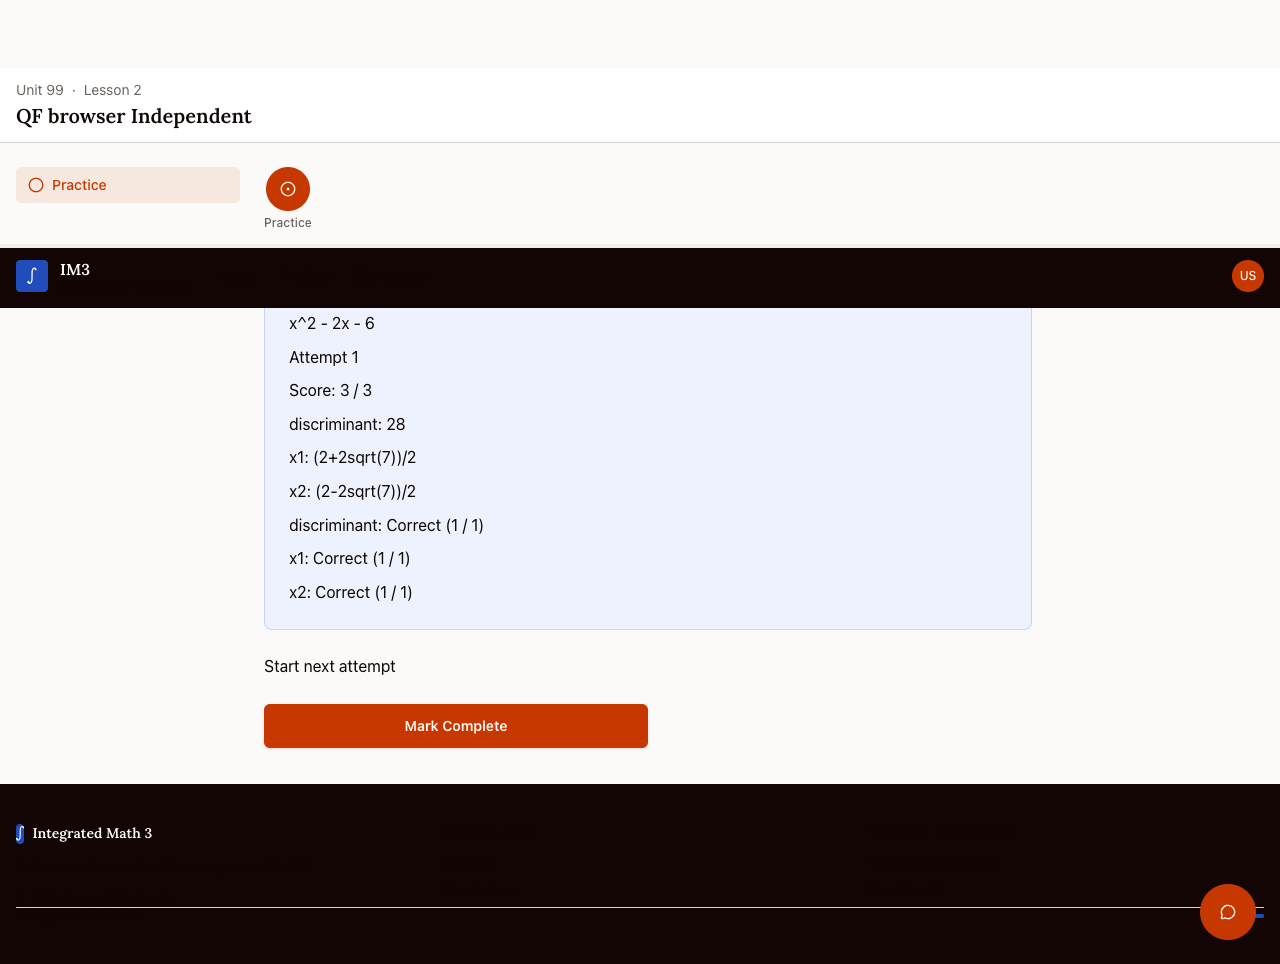 Unit 99 · Lesson 2
QF browser Independent
Practice
Practice
∫ IM3
US
x^2 - 2x - 6
Attempt 1
Score: 3 / 3
discriminant: 28
x1: (2+2sqrt(7))/2
x2: (2-2sqrt(7))/2
discriminant: Correct (1 / 1)
x1: Correct (1 / 1)
x2: Correct (1 / 1)
Start next attempt
Mark Complete
∫ Integrated Math 3